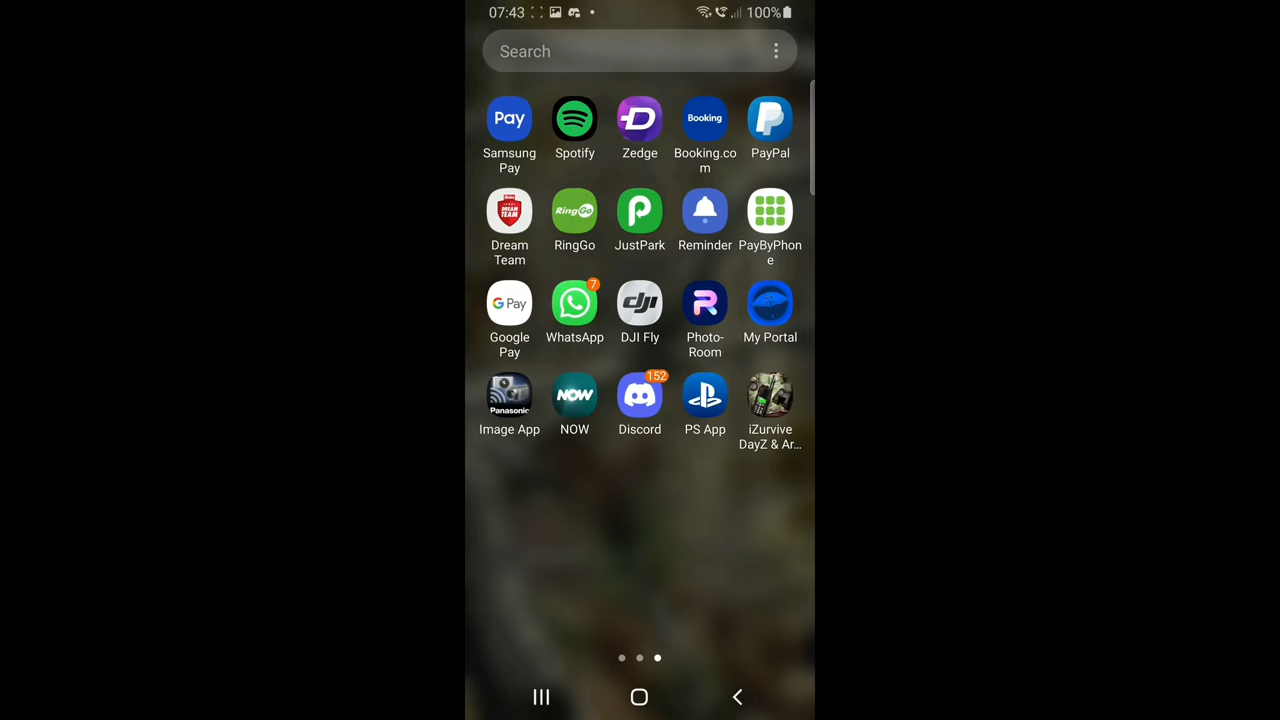 07:43 100%
Search
Pay
Booking
Samsung Pay
Spotify
Zedge
Booking.co
m
PayPal
DREAM
TEAM
RingGo
Dream
Team
RingGo
JustPark
Reminder
PayByPhon
e
G Pay
7
dji
Google
Pay
WhatsApp
DJI Fly
Photo-
Room
My Portal
Panasonic
NOW
152
Image App
NOW
Discord
PS App
iZurvive
DayZ & Ar...